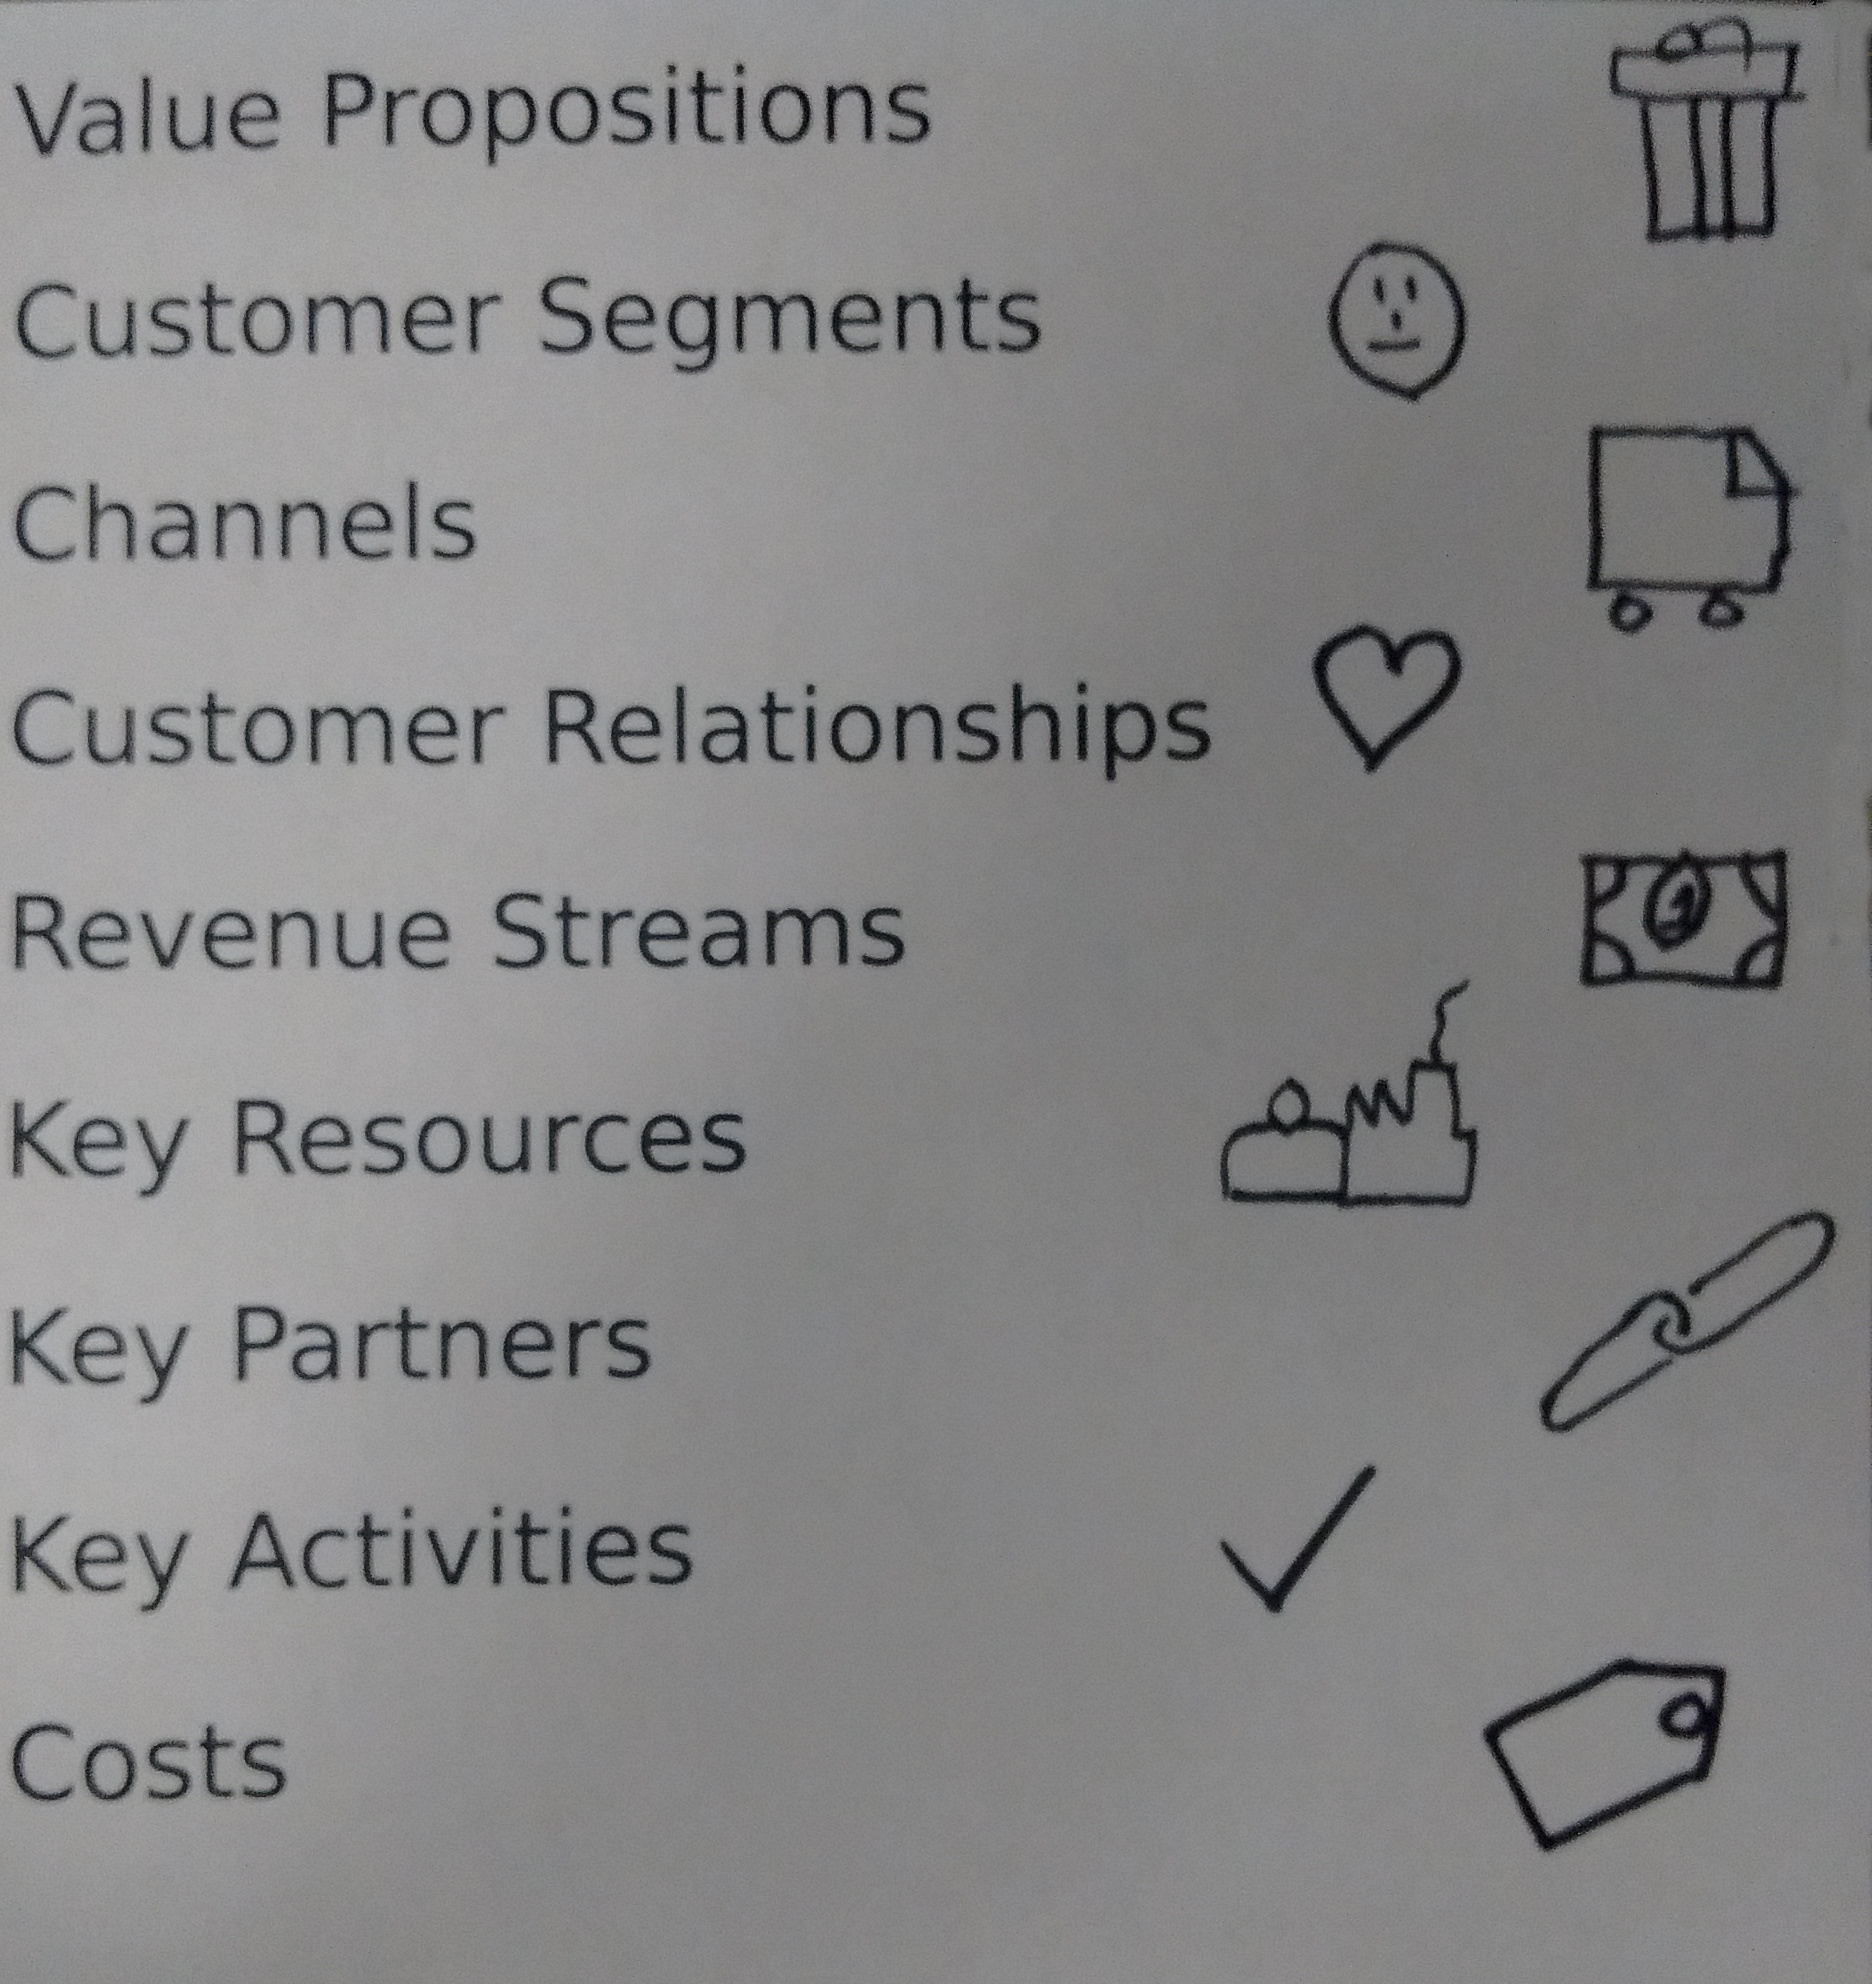 Value Propositions
Customer Segments
Channels
Customer Relationships
Revenue Streams
Key Resources
Key Partners
Key Activities
Costs